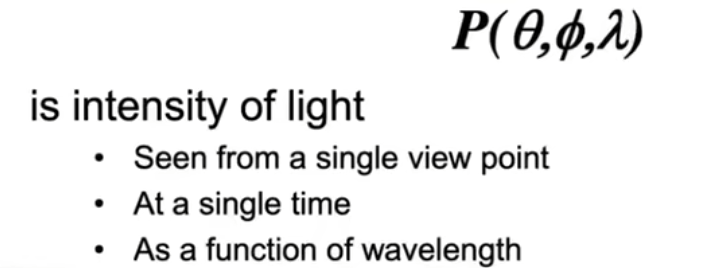 P(θ,ϕ,λ)
is intensity of light
• Seen from a single view point
• At a single time
• As a function of wavelength